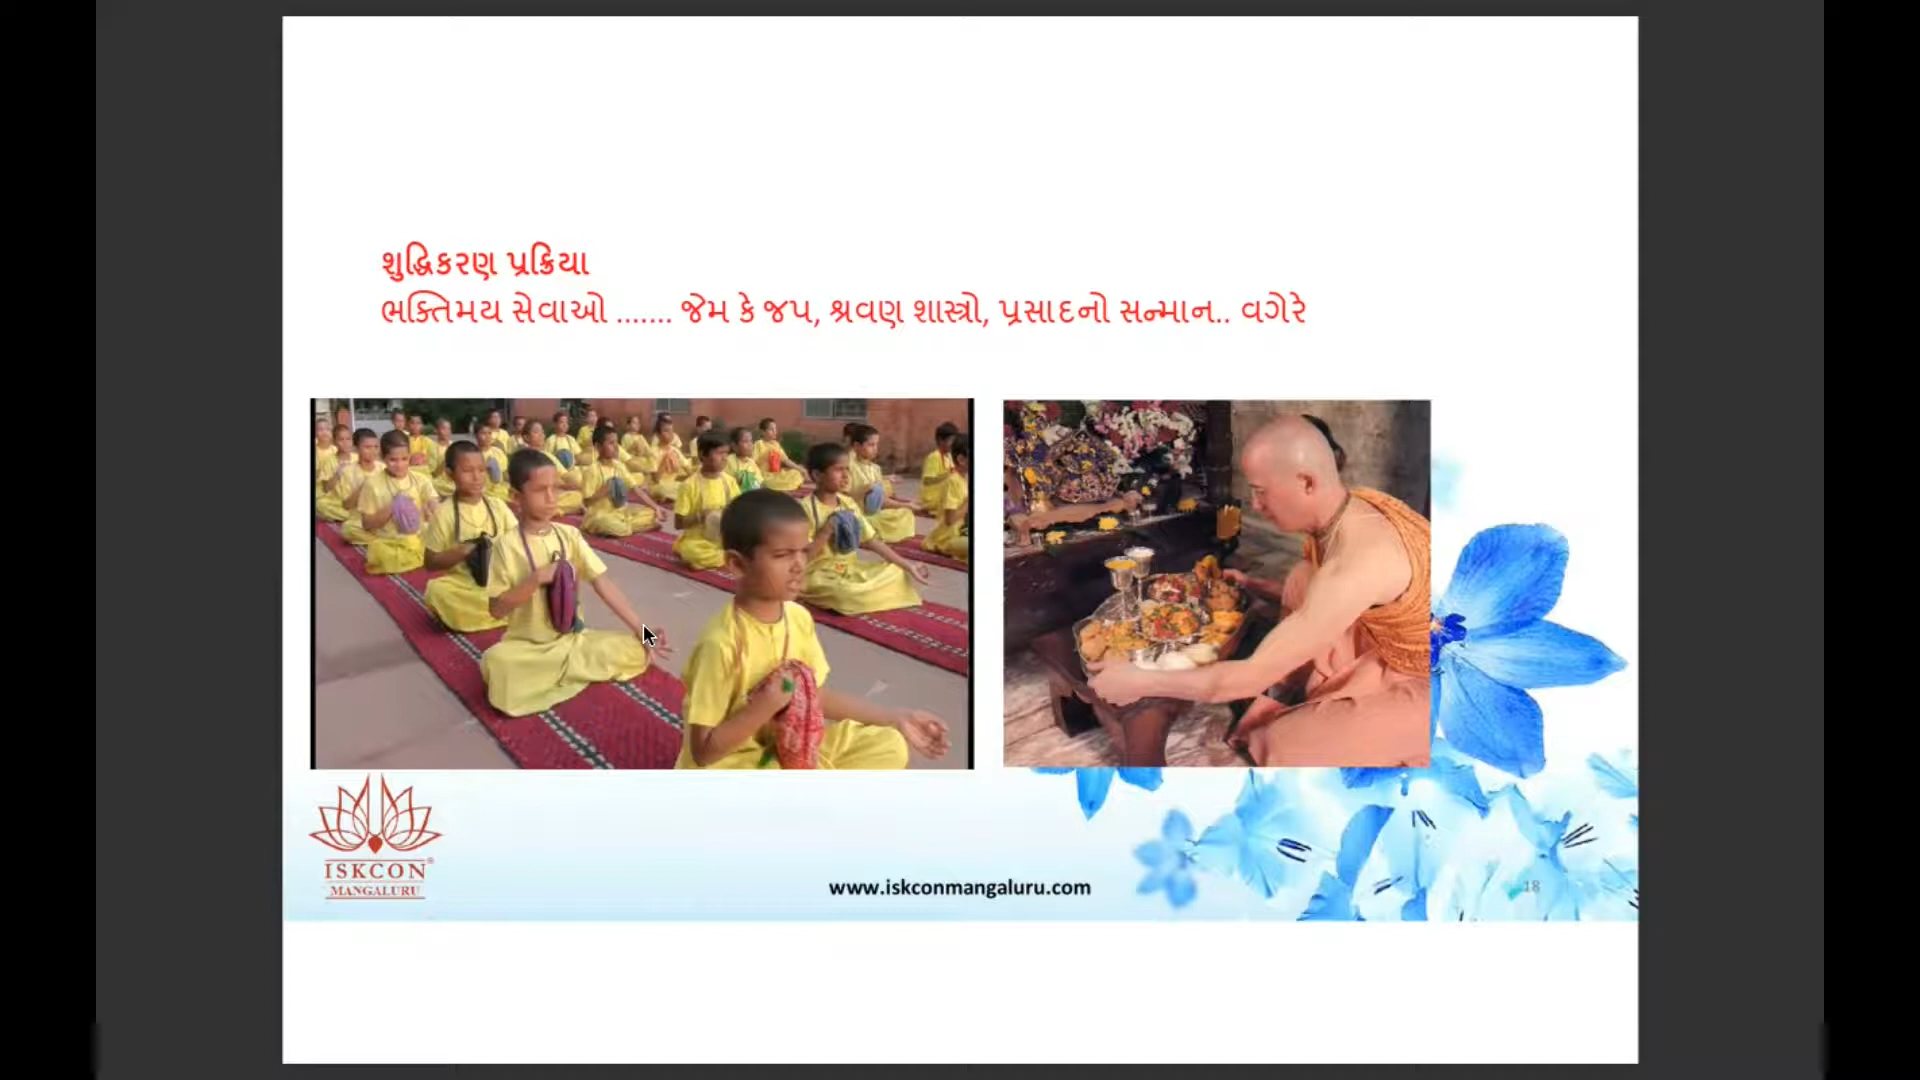 શુદ્ધિકરણ પ્રક્રિયા
ભક્તિમય સેવાઓ ....... જેમ કે જપ, શ્રવણ શાસ્ત્રો, પ્રસાદનો સન્માન.. વગેરે
ISKCON®
MANGALURU
www.iskconmangaluru.com
18